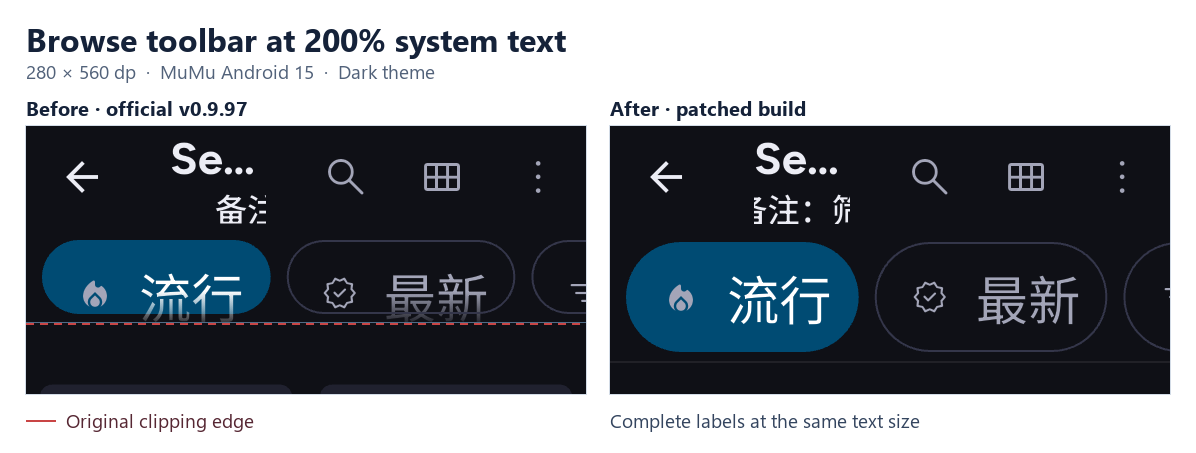 Browse toolbar at 200% system text
280 × 560 dp · MuMu Android 15 · Dark theme
Before · official v0.9.97
Se...
备注
流行
最新
Original clipping edge
After · patched build
Se...
备注：筛
流行
最新
Complete labels at the same text size